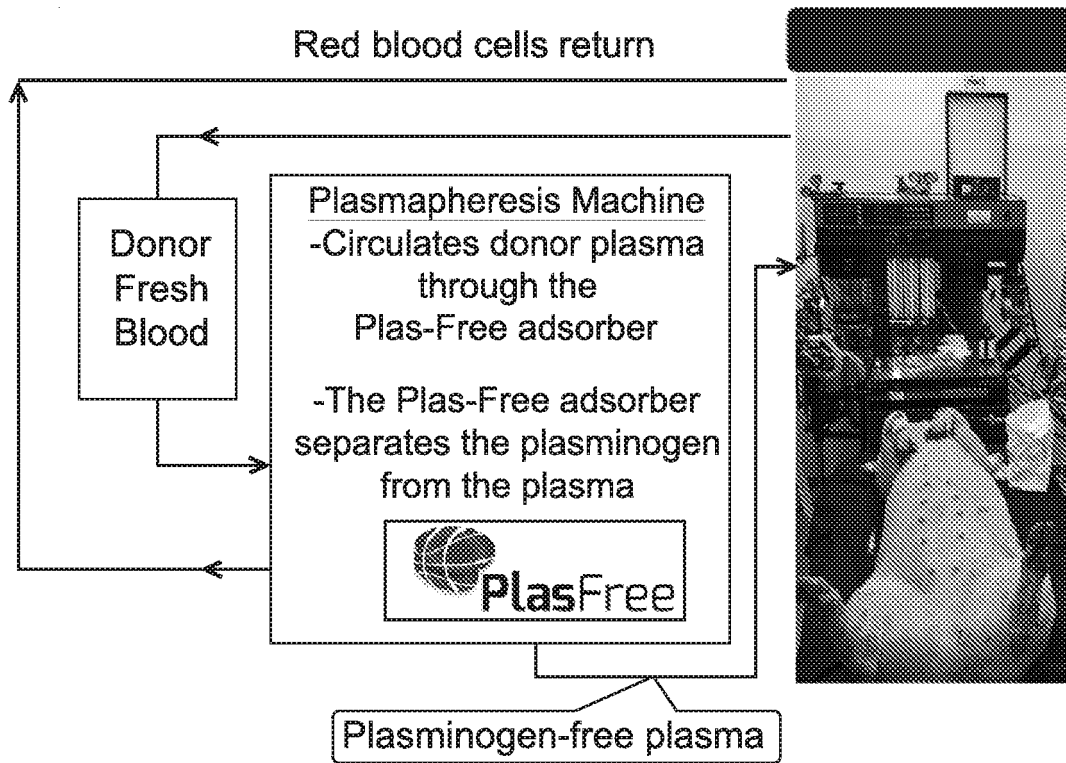 Red blood cells return
Donor
Fresh
Blood
Plasmapheresis Machine
-Circulates donor plasma
through the
Plas-Free adsorber
-The Plas-Free adsorber
separates the plasminogen
from the plasma
PlasFree
Plasminogen-free plasma